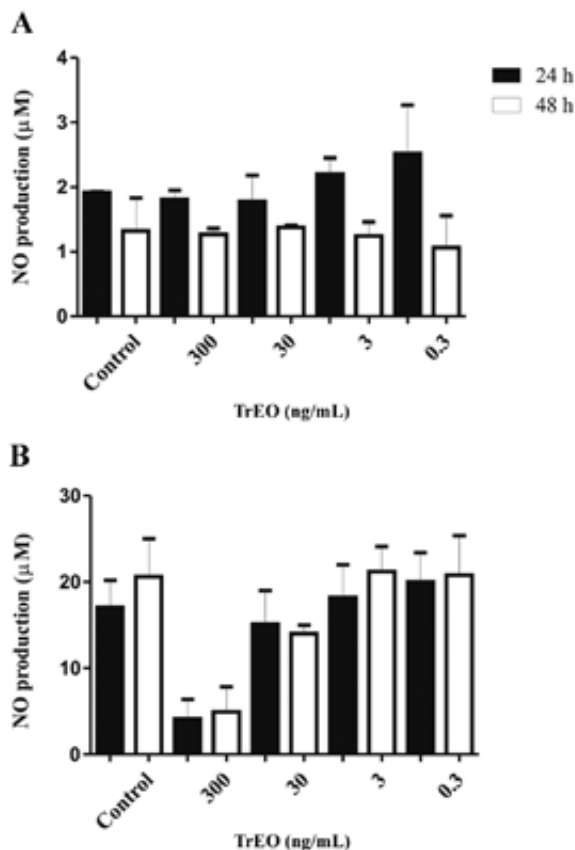 A
NO production (μM)
4
3
2
1
0
24 h
48 h
Control
300
30
3
0.3
TrEO (ng/mL)
B
NO production (μM)
30
20
10
0
Control
300
30
3
0.3
TrEO (ng/mL)